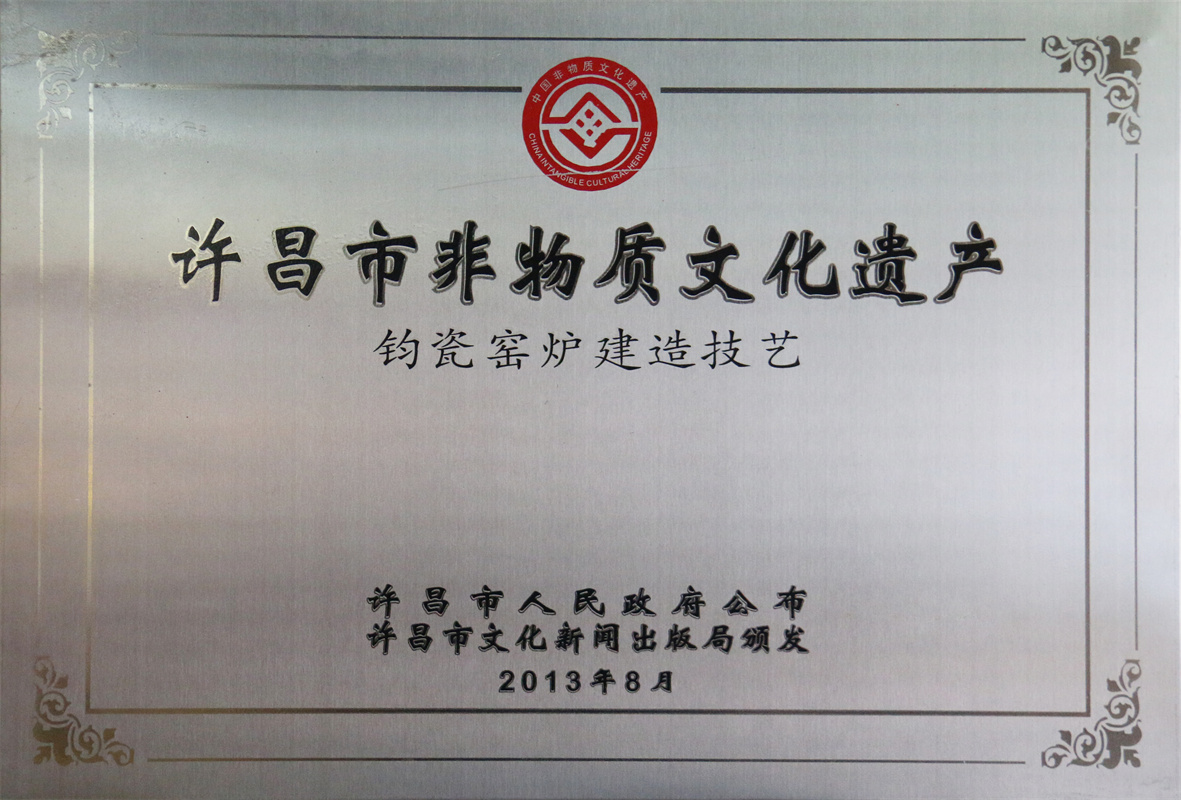 中国非物质文化遗产
CHINA INTANGIBLE CULTURAL HERITAGE
许昌市非物质文化遗产
钧瓷窑炉建造技艺
许昌市人民政府公布
许昌市文化新闻出版局颁发
2013年8月